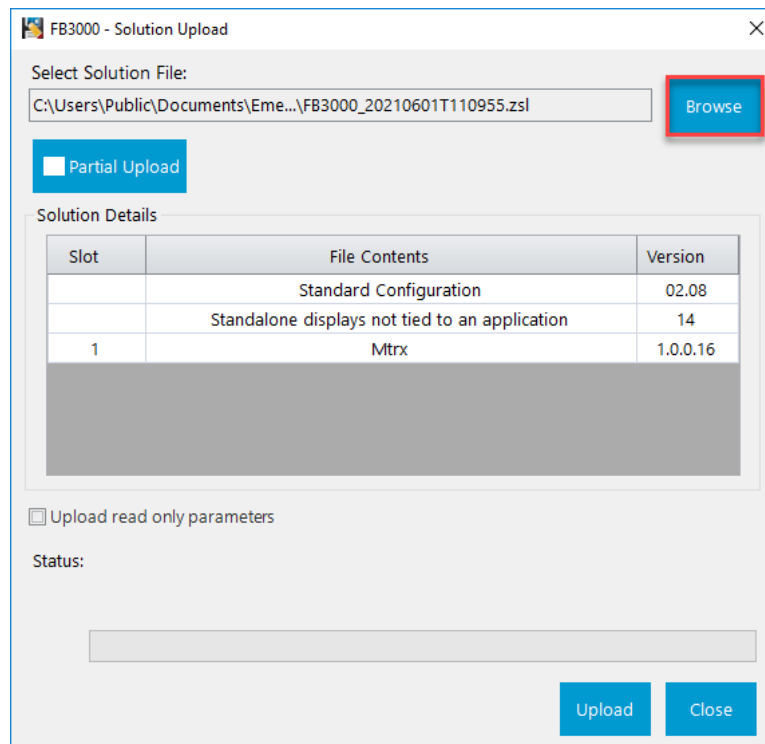 FB3000 - Solution Upload
Select Solution File:
C:\Users\Public\Documents\Eme...\FB3000_20210601T110955.zsl
Browse
Partial Upload
Solution Details
Slot File Contents Version
Standard Configuration 02.08
Standalone displays not tied to an application 14
1 Mtrx 1.0.0.16
Upload read only parameters
Status:
Upload Close